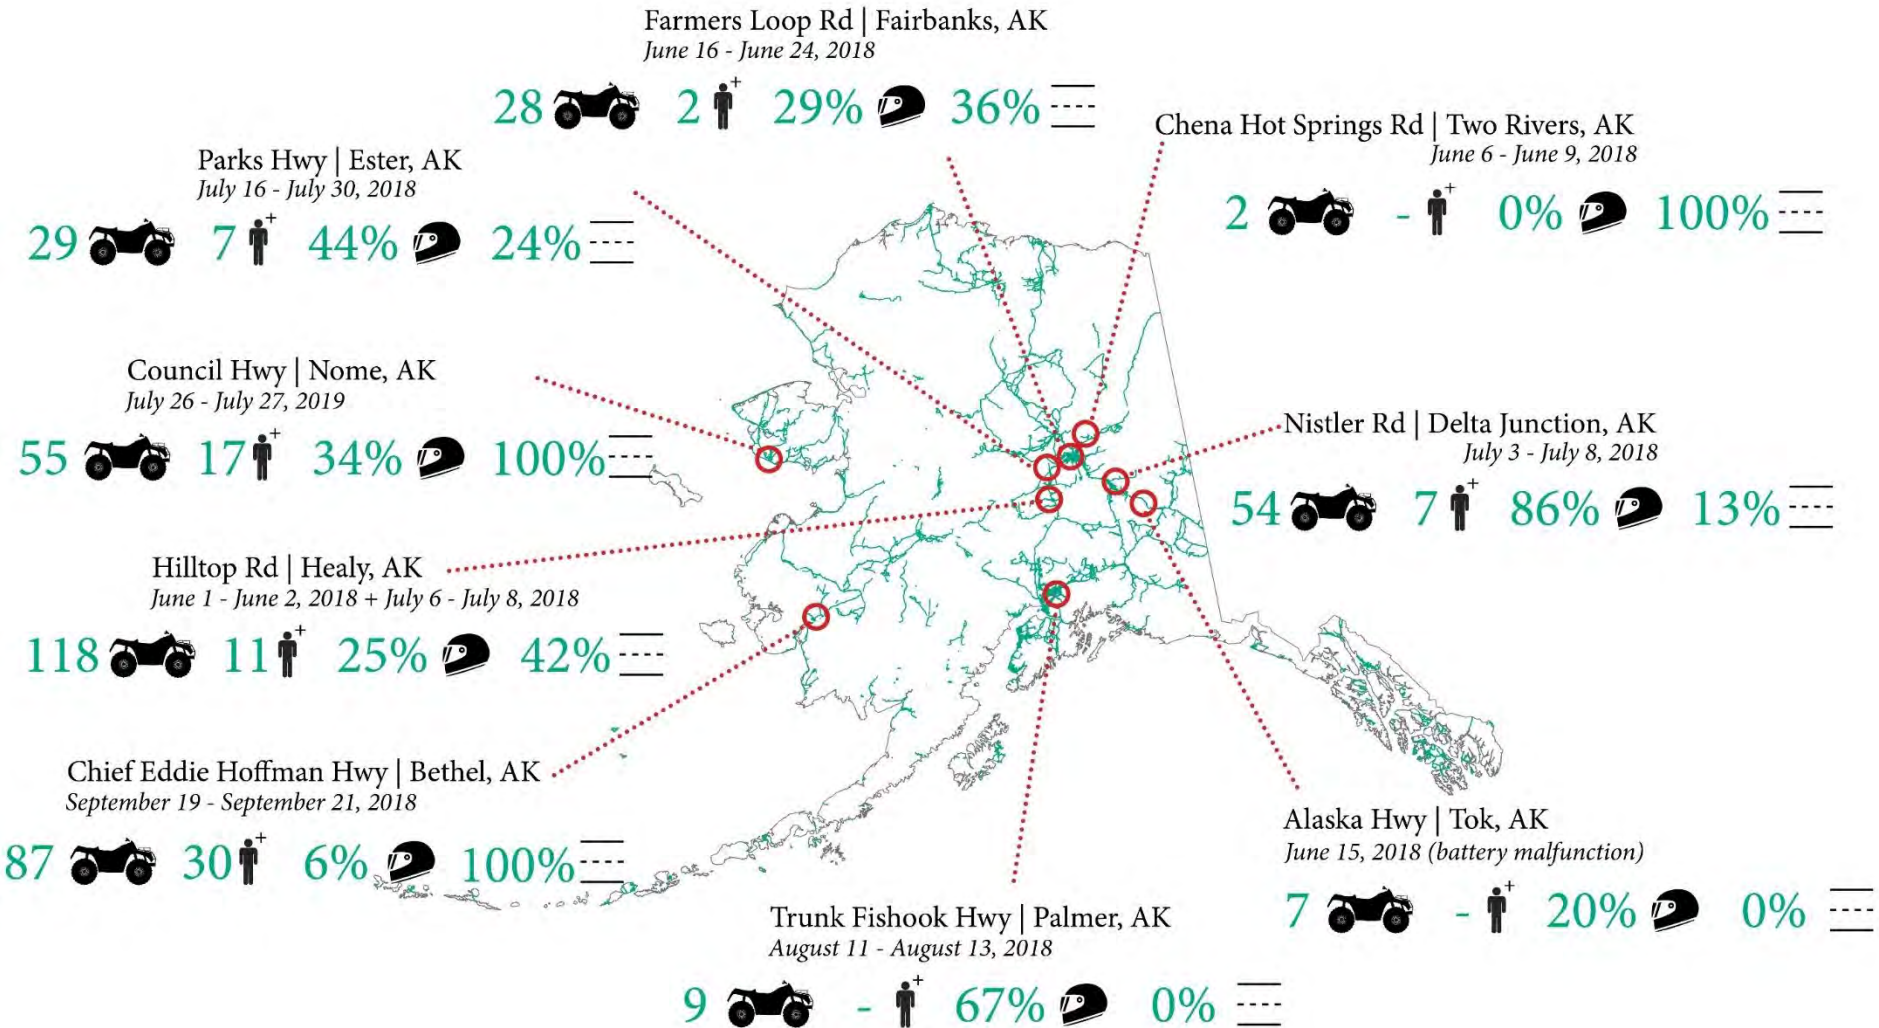 Farmers Loop Rd | Fairbanks, AK
June 16 - June 24, 2018
28 2 + 29% 36%
Chena Hot Springs Rd | Two Rivers, AK
June 6 - June 9, 2018
2 - + 0% 100%
Parks Hwy | Ester, AK
July 16 - July 30, 2018
29 7 + 44% 24%
Council Hwy | Nome, AK
July 26 - July 27, 2019
55 17 + 34% 100%
Nistler Rd | Delta Junction, AK
July 3 - July 8, 2018
54 7 + 86% 13%
Hilltop Rd | Healy, AK
June 1 - June 2, 2018 + July 6 - July 8, 2018
118 11 + 25% 42%
Chief Eddie Hoffman Hwy | Bethel, AK
September 19 - September 21, 2018
87 30 + 6% 100%
Alaska Hwy | Tok, AK
June 15, 2018 (battery malfunction)
7 - + 20% 0%
Trunk Fishook Hwy | Palmer, AK
August 11 - August 13, 2018
9 - + 67% 0%